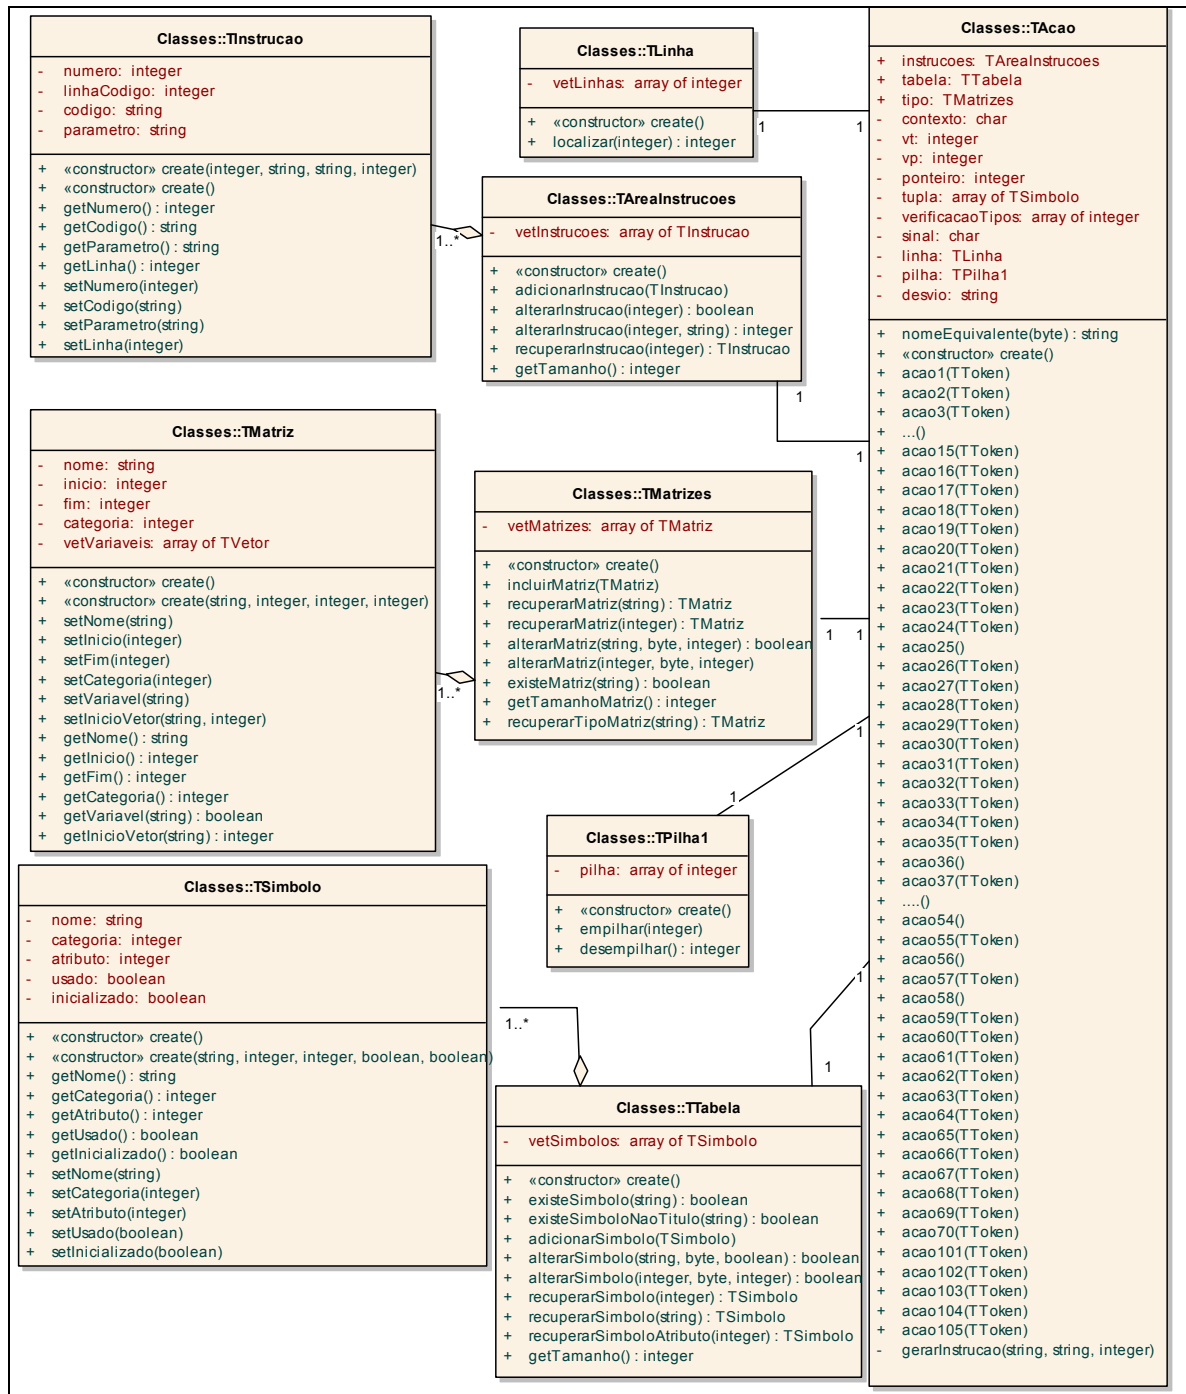 Classes::TInstrucao
- numero: integer
- linhaCodigo: integer
- codigo: string
- parametro: string
+ «constructor» create(integer, string, string, integer)
+ «constructor» create()
+ getNumero() : integer
+ getCodigo() : string
+ getParametro() : string
+ getLinha() : integer
+ setNumero(integer)
+ setCodigo(string)
+ setParametro(string)
+ setLinha(integer)
1..*
Classes::TLinha
- vetLinhas: array of integer
+ «constructor» create()
+ localizar(integer) : integer
1
1
Classes::TAreaInstrucoes
- vetInstrucoes: array of TInstrucao
+ «constructor» create()
+ adicionarInstrucao(TInstrucao)
+ alterarInstrucao(integer) : boolean
+ alterarInstrucao(integer, string) : integer
+ recuperarInstrucao(integer) : TInstrucao
+ getTamanho() : integer
1
1
Classes::TMatriz
- nome: string
- inicio: integer
- fim: integer
- categoria: integer
- vetVariaveis: array of TVetor
+ «constructor» create()
+ «constructor» create(string, integer, integer, integer)
+ setNome(string)
+ setInicio(integer)
+ setFim(integer)
+ setCategoria(integer)
+ setVariavel(string)
+ setInicioVetor(string, integer)
+ getNome() : string
+ getInicio() : integer
+ getFim() : integer
+ getCategoria() : integer
+ getVariavel(string) : boolean
+ getInicioVetor(string) : integer
1..*
Classes::TMatrizes
- vetMatrizes: array of TMatriz
+ «constructor» create()
+ incluirMatriz(TMatriz)
+ recuperarMatriz(string) : TMatriz
+ recuperarMatriz(integer) : TMatriz
+ alterarMatriz(string, byte, integer) : boolean
+ alterarMatriz(integer, byte, integer)
+ existeMatriz(string) : boolean
+ getTamanhoMatriz() : integer
+ recuperarTipoMatriz(string) : TMatriz
1
1
Classes::TPilha1
- pilha: array of integer
+ «constructor» create()
+ empilhar(integer)
+ desempilhar() : integer
1
1
Classes::TSimbolo
- nome: string
- categoria: integer
- atributo: integer
- usado: boolean
- inicializado: boolean
+ «constructor» create()
+ «constructor» create(string, integer, integer, boolean, boolean)
+ getNome() : string
+ getCategoria() : integer
+ getAtributo() : integer
+ getUsado() : boolean
+ getInicializado() : boolean
+ setNome(string)
+ setCategoria(integer)
+ setAtributo(integer)
+ setUsado(boolean)
+ setInicializado(boolean)
1..*
Classes::TTabela
- vetSimbolos: array of TSimbolo
+ «constructor» create()
+ existeSimbolo(string) : boolean
+ existeSimboloNaoTitulo(string) : boolean
+ adicionarSimbolo(TSimbolo)
+ alterarSimbolo(string, byte, boolean) : boolean
+ alterarSimbolo(integer, byte, integer) : boolean
+ recuperarSimbolo(integer) : TSimbolo
+ recuperarSimbolo(string) : TSimbolo
+ recuperarSimboloAtributo(integer) : TSimbolo
+ getTamanho() : integer
1
1
Classes::TAcao
+ instrucoes: TAreaInstrucoes
+ tabela: TTabela
+ tipo: TMatrizes
- contexto: char
- vt: integer
- vp: integer
- ponteiro: integer
- tupla: array of TSimbolo
- verificacaoTipos: array of integer
- sinal: char
- linha: TLinha
- pilha: TPilha1
- desvio: string
+ nomeEquivalente(byte) : string
+ «constructor» create()
+ acao1(TToken)
+ acao2(TToken)
+ acao3(TToken)
+ ...()
+ acao15(TToken)
+ acao16(TToken)
+ acao17(TToken)
+ acao18(TToken)
+ acao19(TToken)
+ acao20(TToken)
+ acao21(TToken)
+ acao22(TToken)
+ acao23(TToken)
+ acao24(TToken)
+ acao25()
+ acao26(TToken)
+ acao27(TToken)
+ acao28(TToken)
+ acao29(TToken)
+ acao30(TToken)
+ acao31(TToken)
+ acao32(TToken)
+ acao33(TToken)
+ acao34(TToken)
+ acao35(TToken)
+ acao36()
+ acao37(TToken)
+ ....()
+ acao54()
+ acao55(TToken)
+ acao56()
+ acao57(TToken)
+ acao58()
+ acao59(TToken)
+ acao60(TToken)
+ acao61(TToken)
+ acao62(TToken)
+ acao63(TToken)
+ acao64(TToken)
+ acao65(TToken)
+ acao66(TToken)
+ acao67(TToken)
+ acao68(TToken)
+ acao69(TToken)
+ acao70(TToken)
+ acao101(TToken)
+ acao102(TToken)
+ acao103(TToken)
+ acao104(TToken)
+ acao105(TToken)
- gerarInstrucao(string, string, integer)